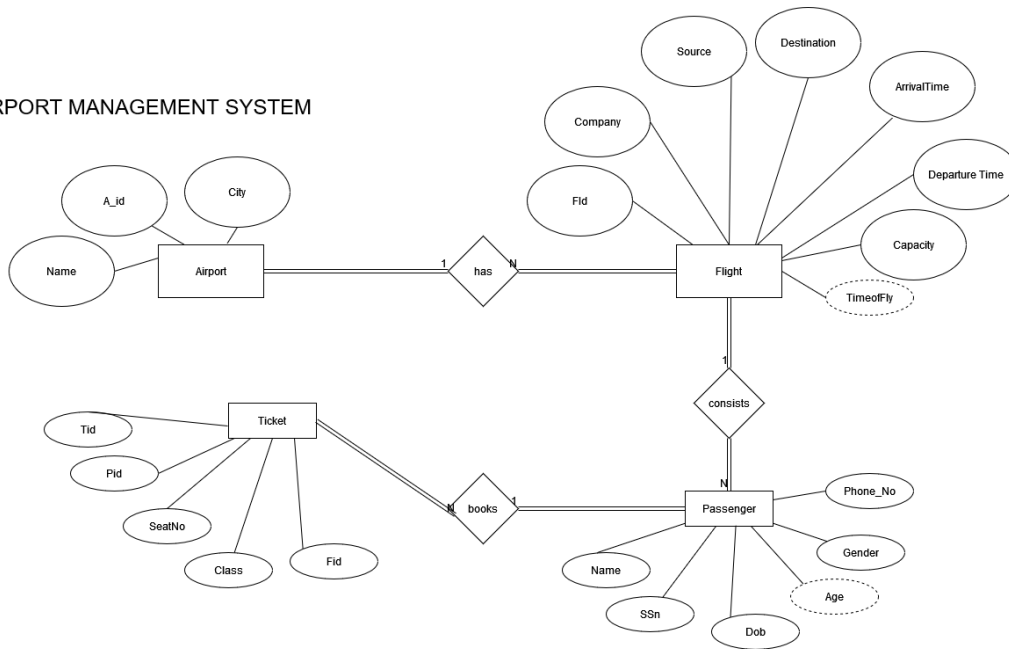 Source
Destination
ArrivalTime
RPORT MANAGEMENT SYSTEM
Company
Departure Time
City
A_id
FId
Capacity
Name
Airport
1
has
N
Flight
TimeofFly
1
consists
Ticket
Tid
Pid
N
Phone_No
SeatNo
N
books
1
Passenger
Gender
Class
Fid
Name
Age
SSn
Dob